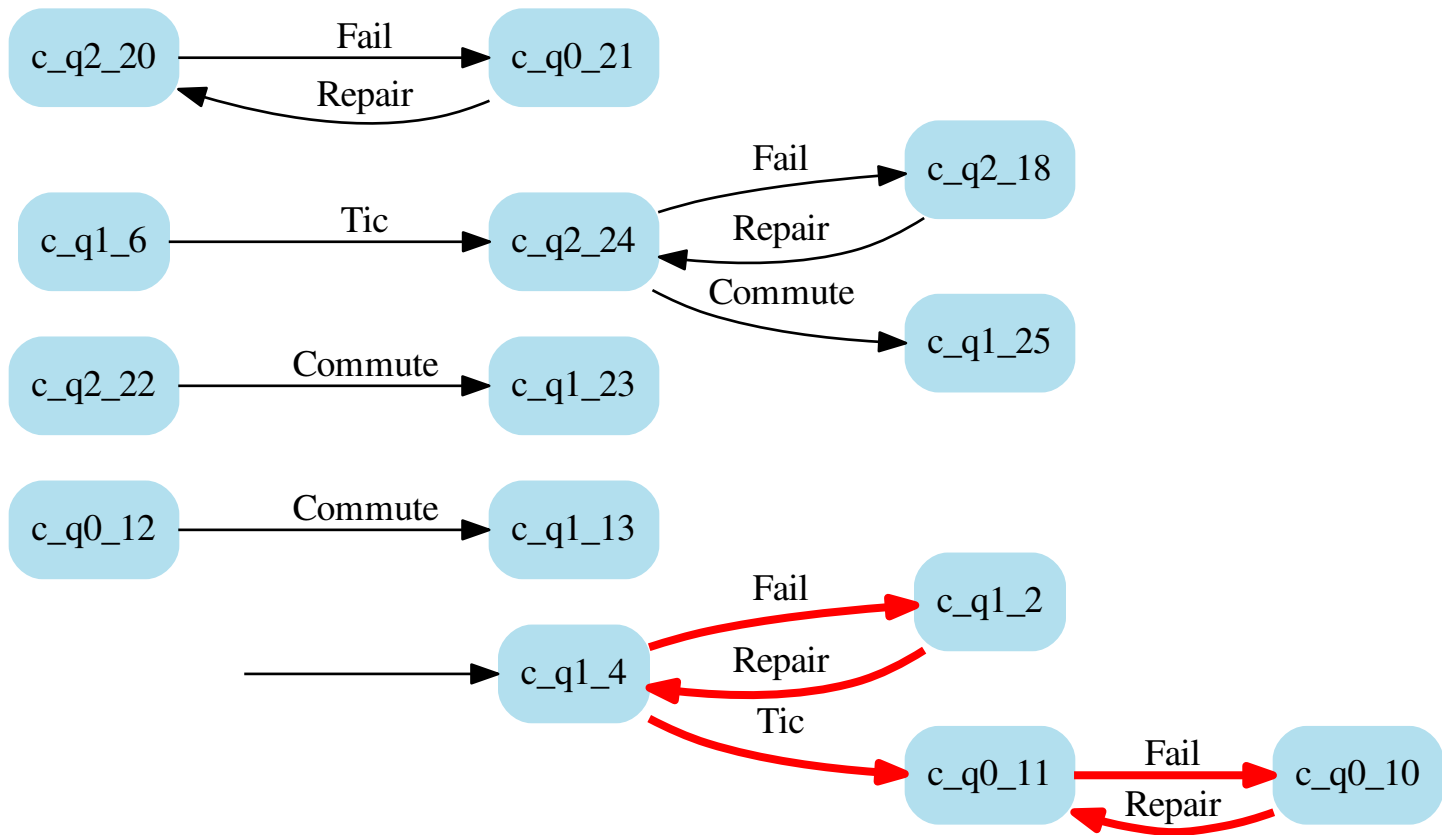 Fail
c_q2_20
c_q0_21
Repair
Fail
c_q2_18
Tic
Repair
c_q1_6
c_q2_24
Commute
c_q1_25
Commute
c_q2_22
c_q1_23
Commute
c_q0_12
c_q1_13
Fail
c_q1_2
Repair
c_q1_4
Tic
Fail
c_q0_11
c_q0_10
Repair